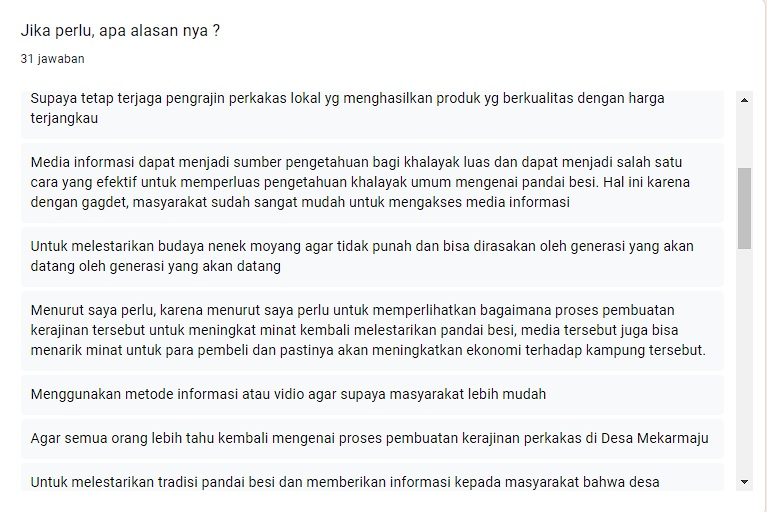 Jika perlu, apa alasan nya ?
31 jawaban
Supaya tetap terjaga pengrajin perkakas lokal yg menghasilkan produk yg berkualitas dengan harga
terjangkau
Media informasi dapat menjadi sumber pengetahuan bagi khalayak luas dan dapat menjadi salah satu
cara yang efektif untuk memperluas pengetahuan khalayak umum mengenai pandai besi. Hal ini karena
dengan gagdet, masyarakat sudah sangat mudah untuk mengakses media informasi
Untuk melestarikan budaya nenek moyang agar tidak punah dan bisa dirasakan oleh generasi yang akan
datang oleh generasi yang akan datang
Menurut saya perlu, karena menurut saya perlu untuk memperlihatkan bagaimana proses pembuatan
kerajinan tersebut untuk meningkat minat kembali melestarikan pandai besi, media tersebut juga bisa
menarik minat untuk para pembeli dan pastinya akan meningkatkan ekonomi terhadap kampung tersebut.
Menggunakan metode informasi atau vidio agar supaya masyarakat lebih mudah
Agar semua orang lebih tahu kembali mengenai proses pembuatan kerajinan perkakas di Desa Mekarmaju
Untuk melestarikan tradisi pandai besi dan memberikan informasi kepada masyarakat bahwa desa